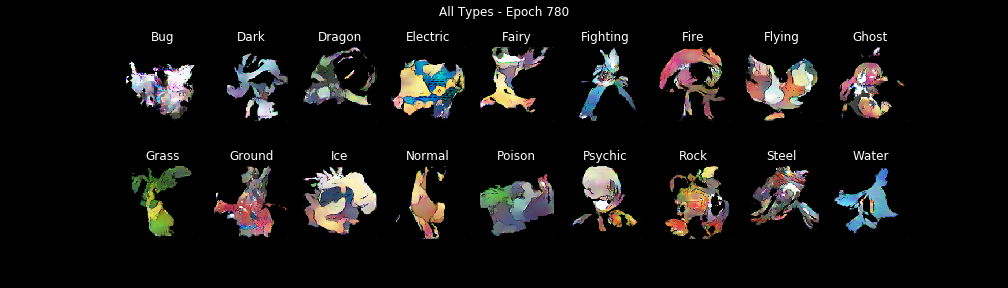 All Types - Epoch 780
Bug Dark Dragon Electric Fairy Fighting Fire Flying Ghost
Grass Ground Ice Normal Poison Psychic Rock Steel Water